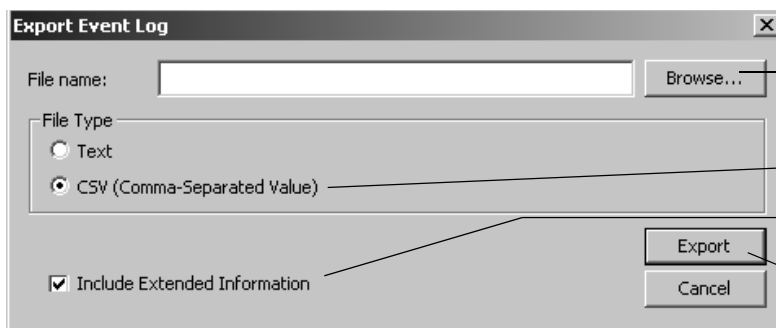 Export Event Log
File name:
Browse...
File Type
Text
CSV (Comma-Separated Value)
Export
Include Extended Information
Cancel